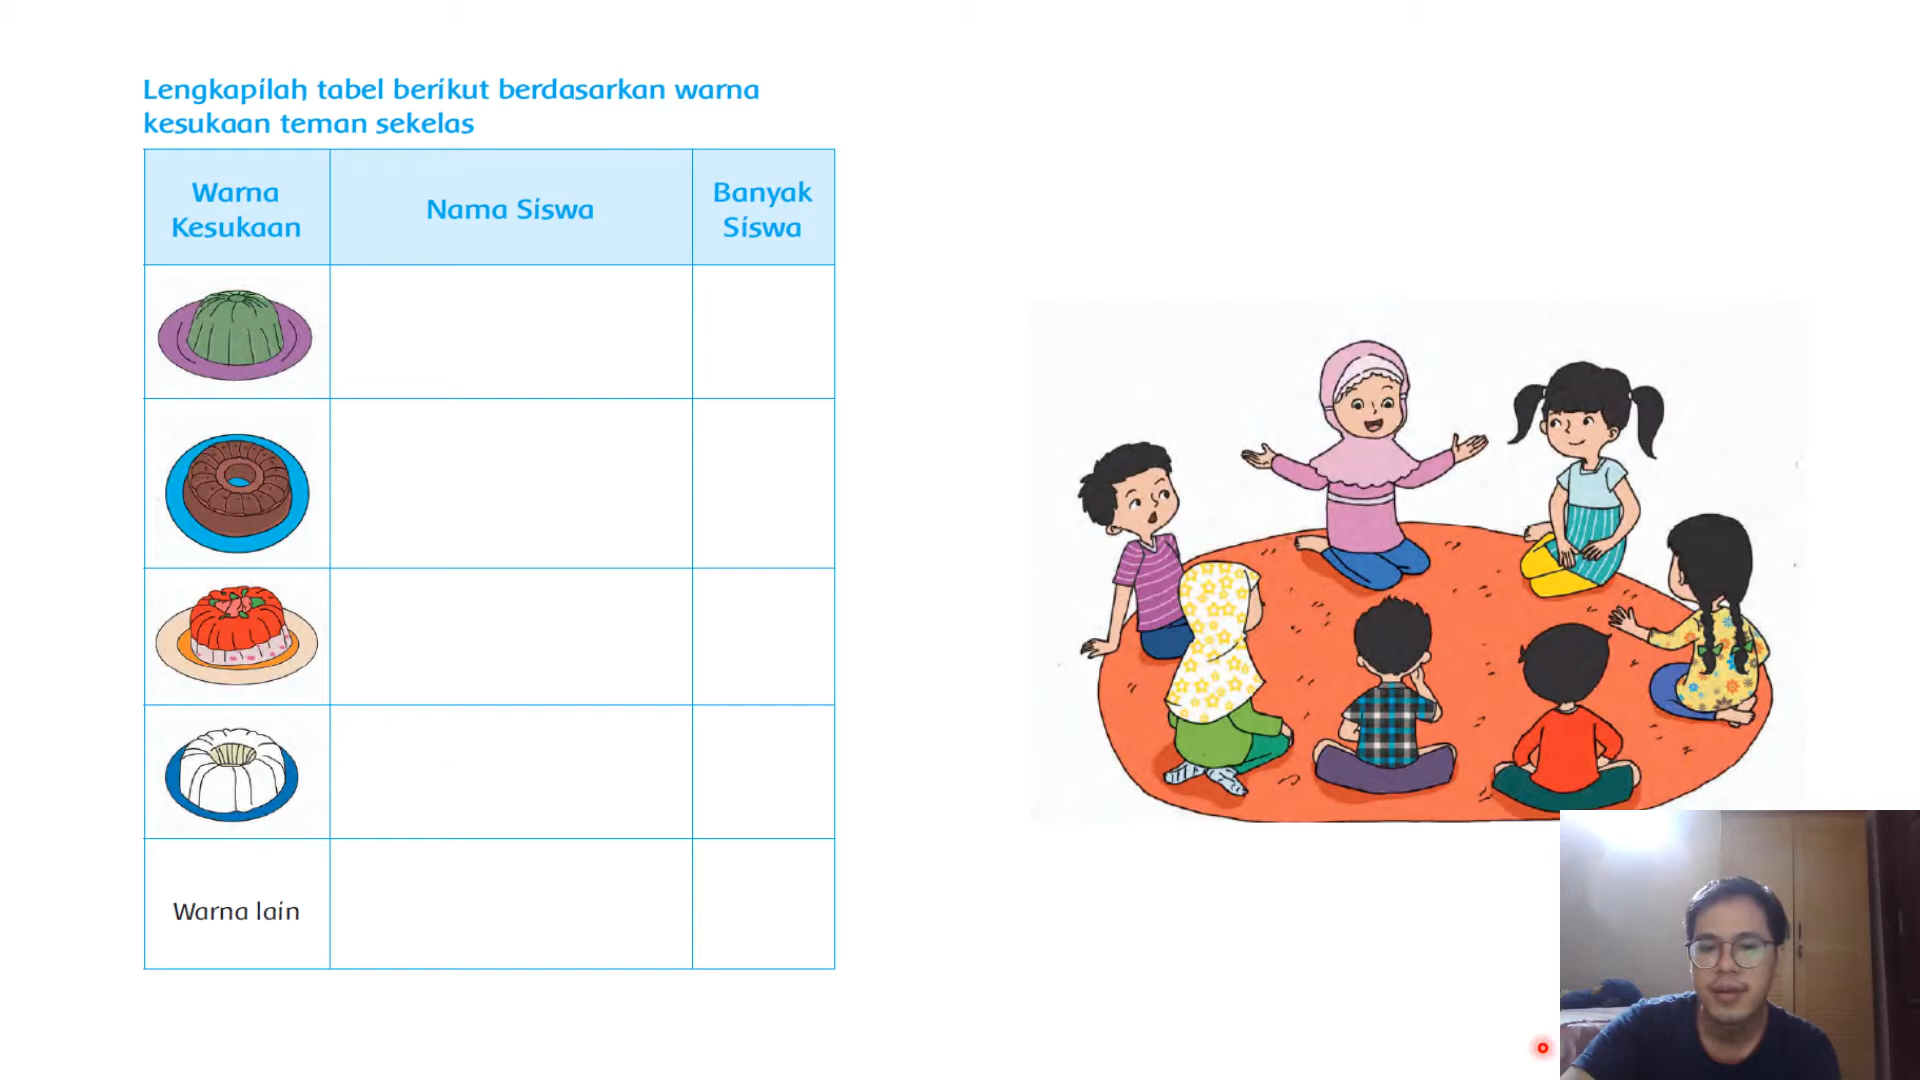 Lengkapilah tabel berikut berdasarkan warna
kesukaan teman sekelas
Warna
Kesukaan
Nama Siswa
Banyak
Siswa
Warna lain